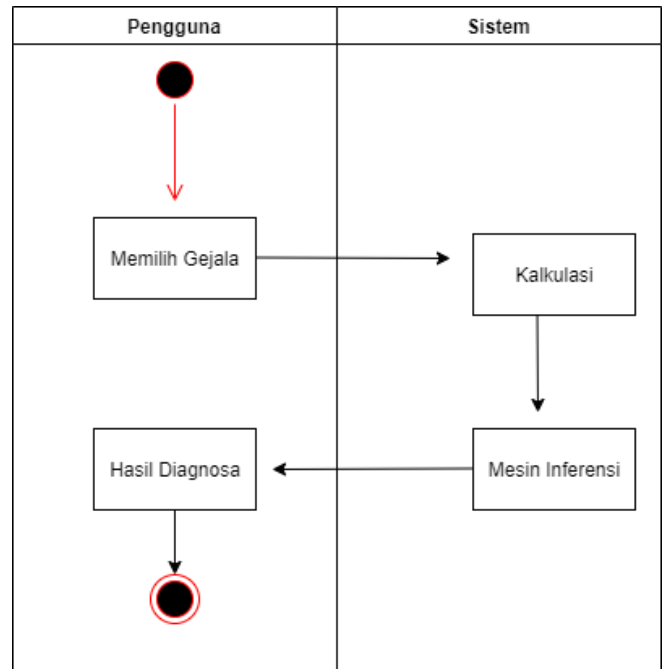 Pengguna
Sistem
Memilih Gejala
Kalkulasi
Hasil Diagnosa
Mesin Inferensi